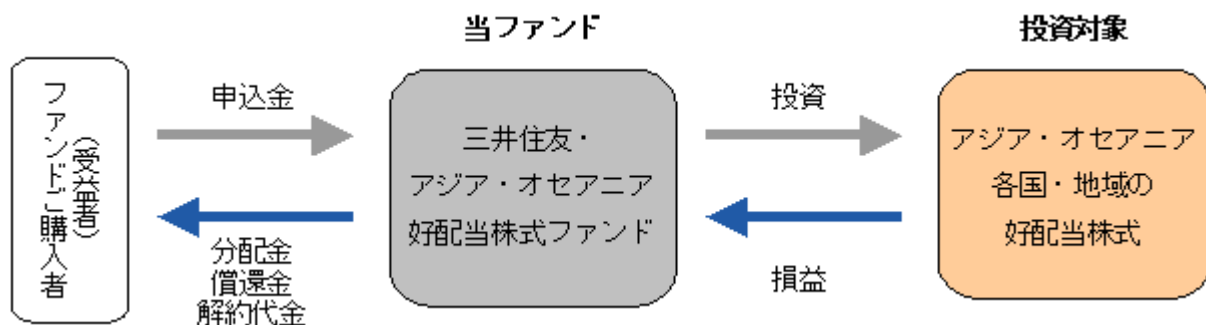 当ファンド
投資対象
ファンドご購入者
(受益者)
申込金
分配金
償還金
解約代金
三井住友・
アジア・オセアニア
好配当株式ファンド
投資
損益
アジア・オセアニア
各国・地域の
好配当株式